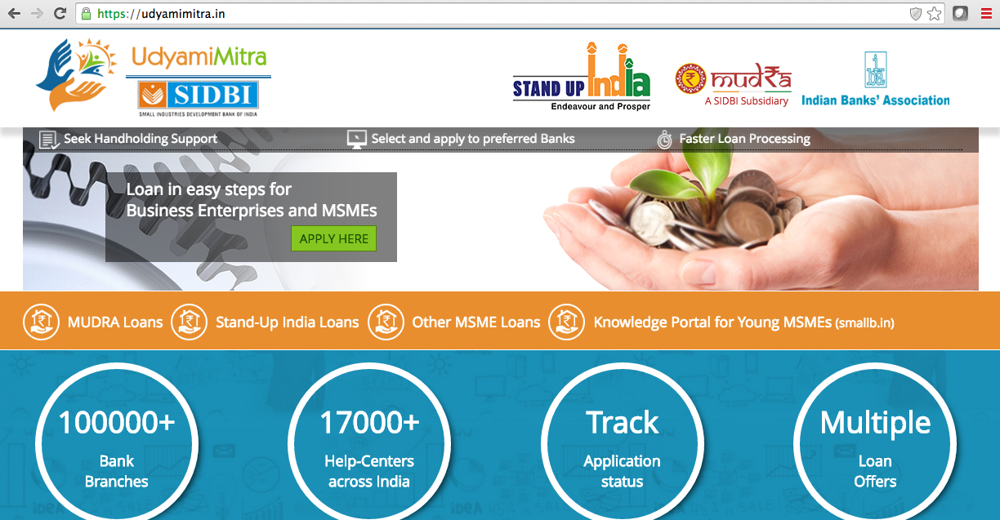 https://udyamimitra.in
UdyamiMitra
SIDBI
SMALL INDUSTRIES DEVELOPMENT BANK OF INDIA
STAND UP India
Endeavour and Prosper
mudra
A SIDBI Subsidiary
iba
Indian Banks' Association
Seek Handholding Support
Select and apply to preferred Banks
Faster Loan Processing
Loan in easy steps for
Business Enterprises and MSMEs
APPLY HERE
MUDRA Loans
Stand-Up India Loans
Other MSME Loans
Knowledge Portal for Young MSMEs (smallb.in)
100000+
Bank
Branches
17000+
Help-Centers
across India
Track
Application
status
Multiple
Loan
Offers